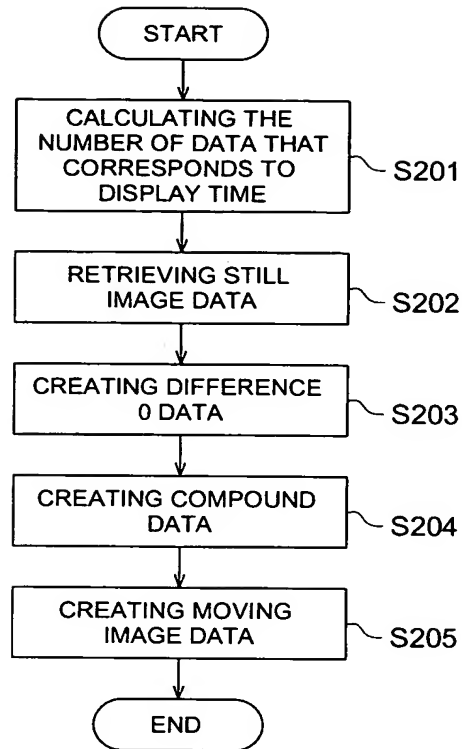 START
CALCULATING THE
NUMBER OF DATA THAT
CORRESPONDS TO
DISPLAY TIME
S201
RETRIEVING STILL
IMAGE DATA
S202
CREATING DIFFERENCE
0 DATA
S203
CREATING COMPOUND
DATA
S204
CREATING MOVING
IMAGE DATA
S205
END